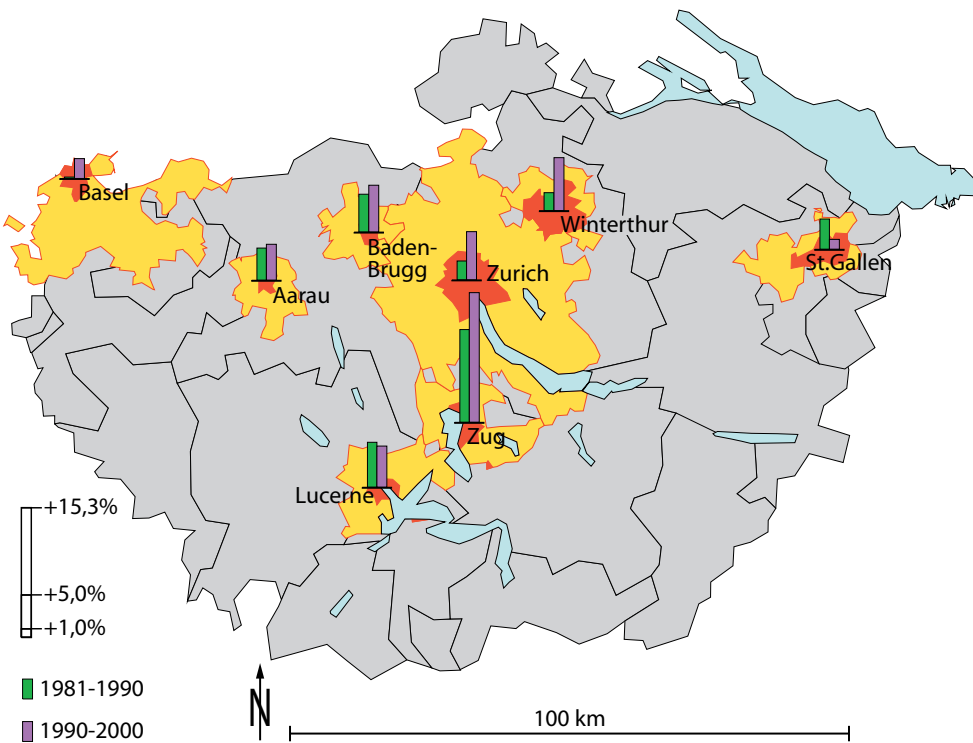 Basel
Winterthur
Baden-
Brugg
St.Gallen
Zurich
Aarau
Zug
Lucerne
+15,3%
+5,0%
+1,0%
1981-1990
1990-2000
N
100 km